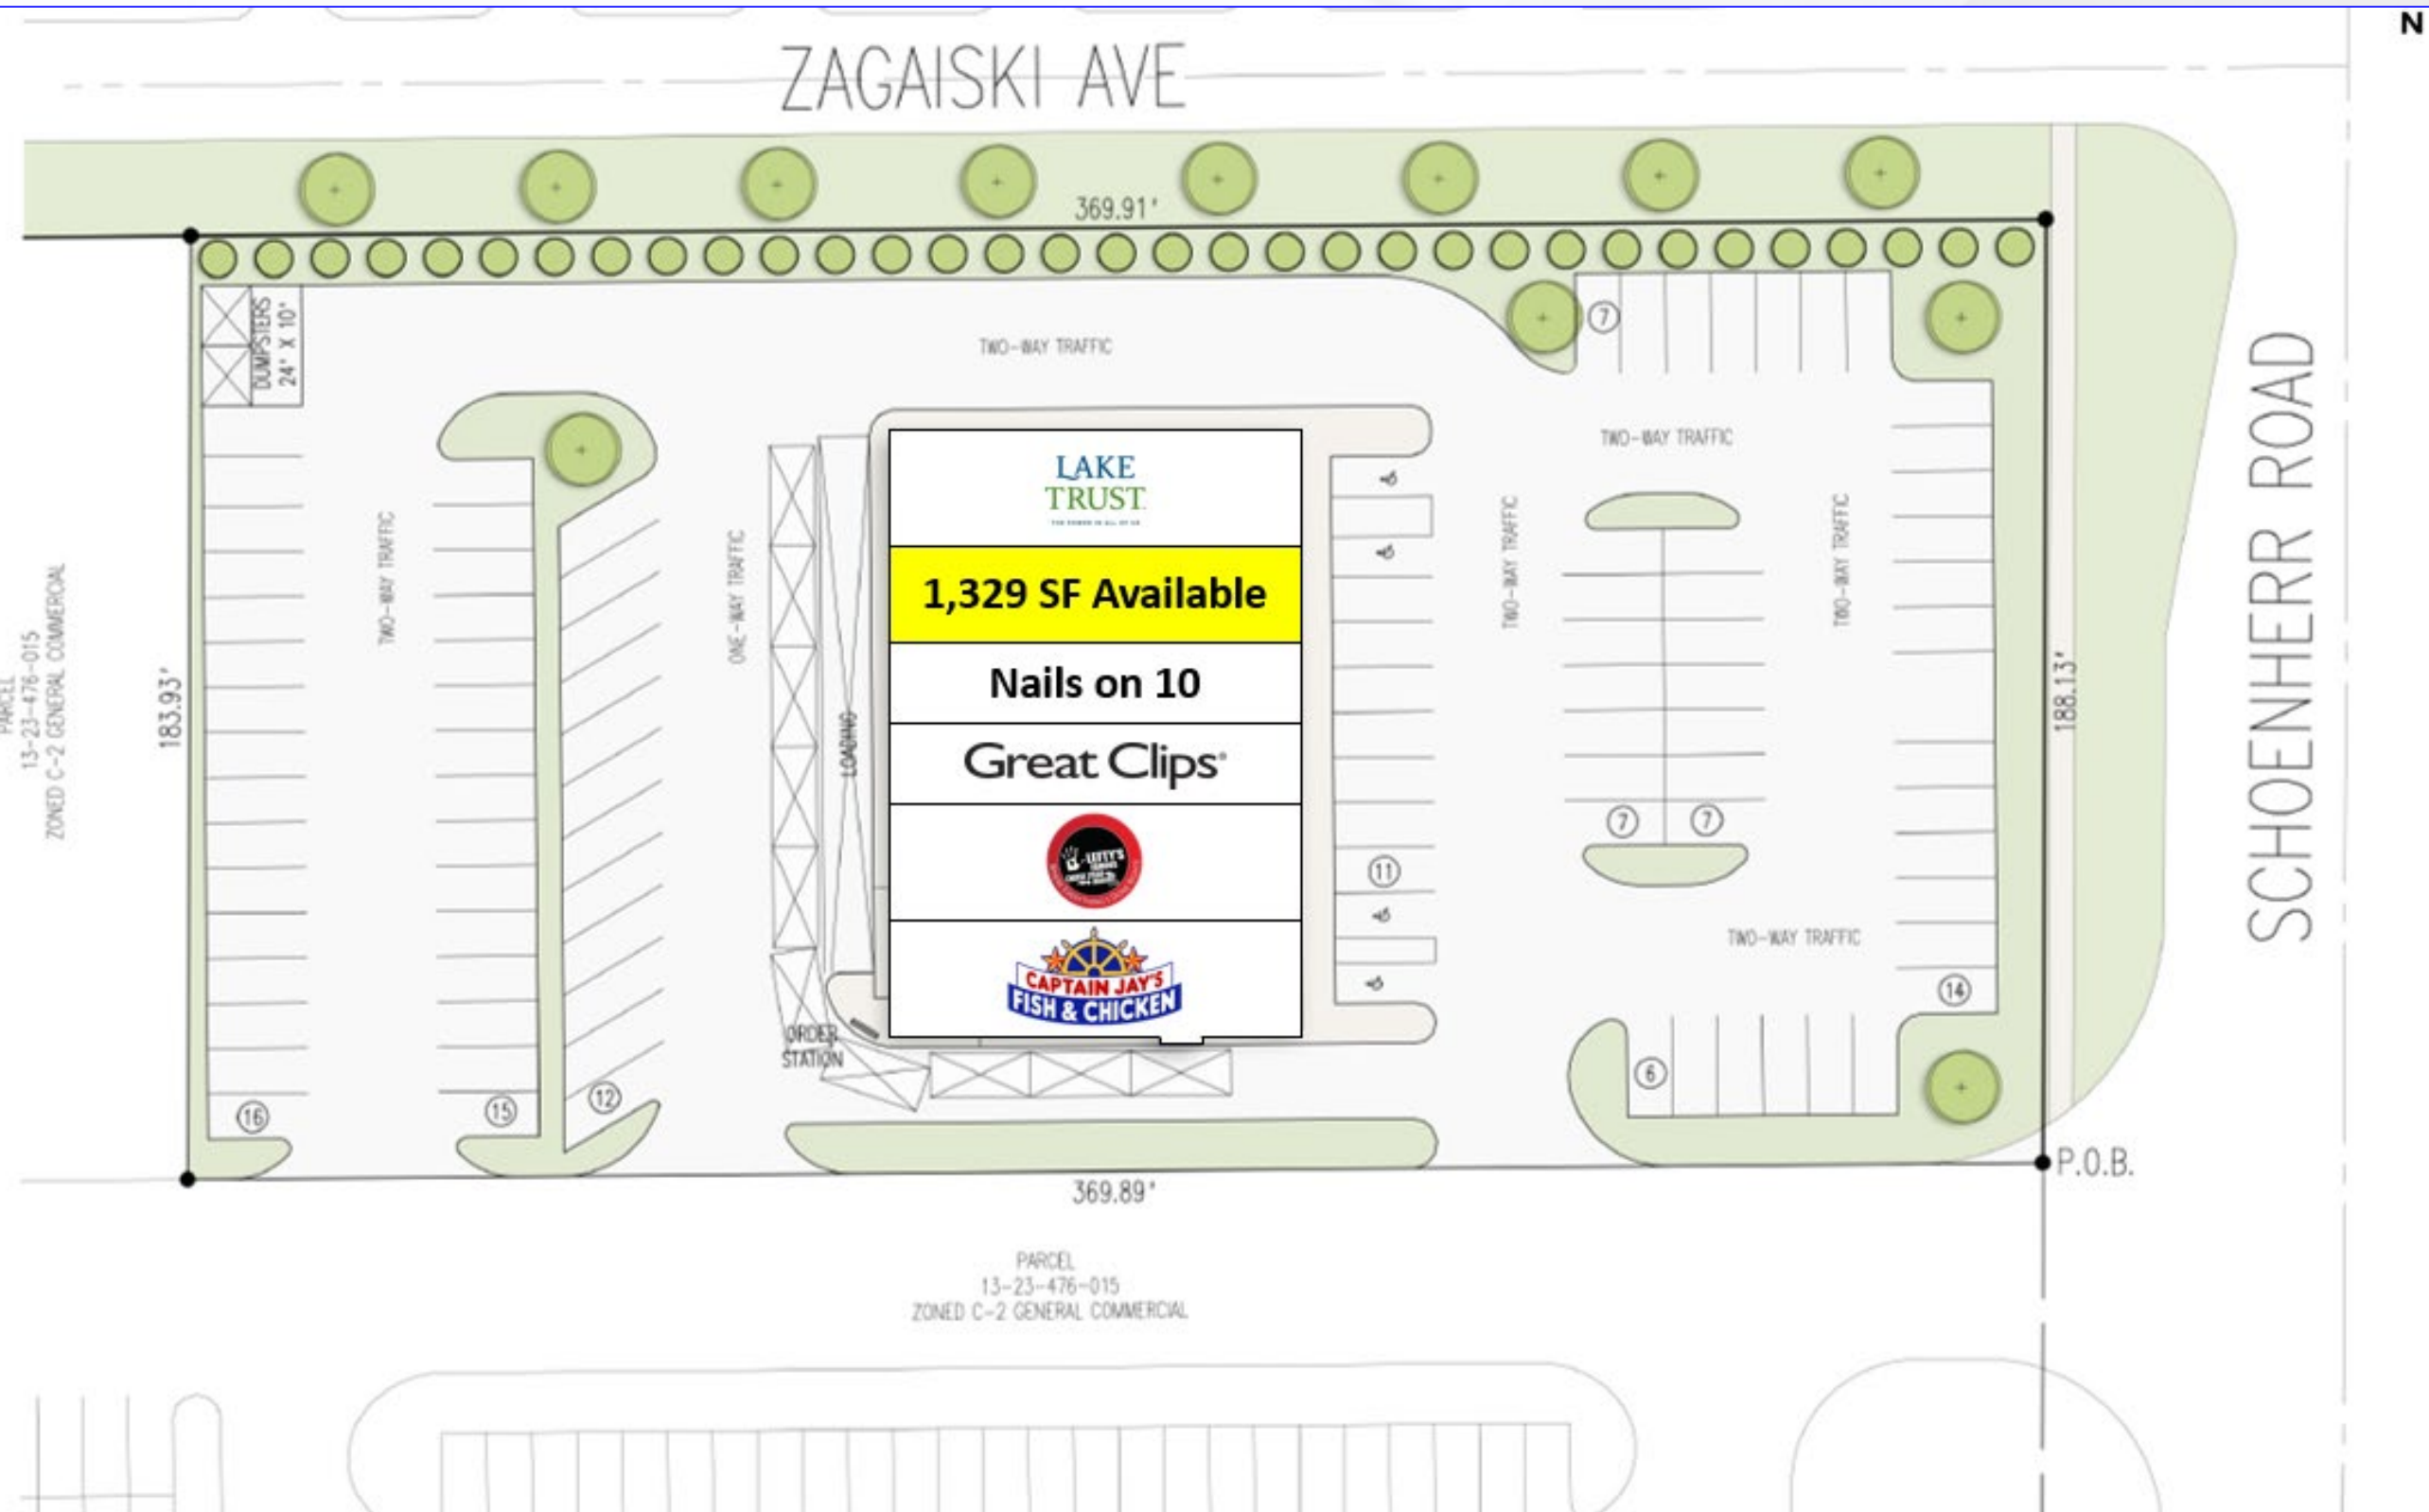 N
ZAGAISKI AVE
369.91'
DUMPSTERS
24' X 10'
7
TWO-WAY TRAFFIC
TWO-WAY TRAFFIC
LAKE
TRUST
1,329 SF Available
Nails on 10
Great Clips®
LEFTY'S
CAPTAIN JAY'S
FISH & CHICKEN
TWO-WAY TRAFFIC
ONE-WAY TRAFFIC
LOADING
TWO-WAY TRAFFIC
TWO-WAY TRAFFIC
SCHOENHERR ROAD
PARCEL
13-23-476-015
ZONED C-2 GENERAL COMMERCIAL
183.93'
188.13'
7
7
11
TWO-WAY TRAFFIC
14
ORDER
STATION
6
16
15
12
P.O.B.
369.89'
PARCEL
13-23-476-015
ZONED C-2 GENERAL COMMERCIAL